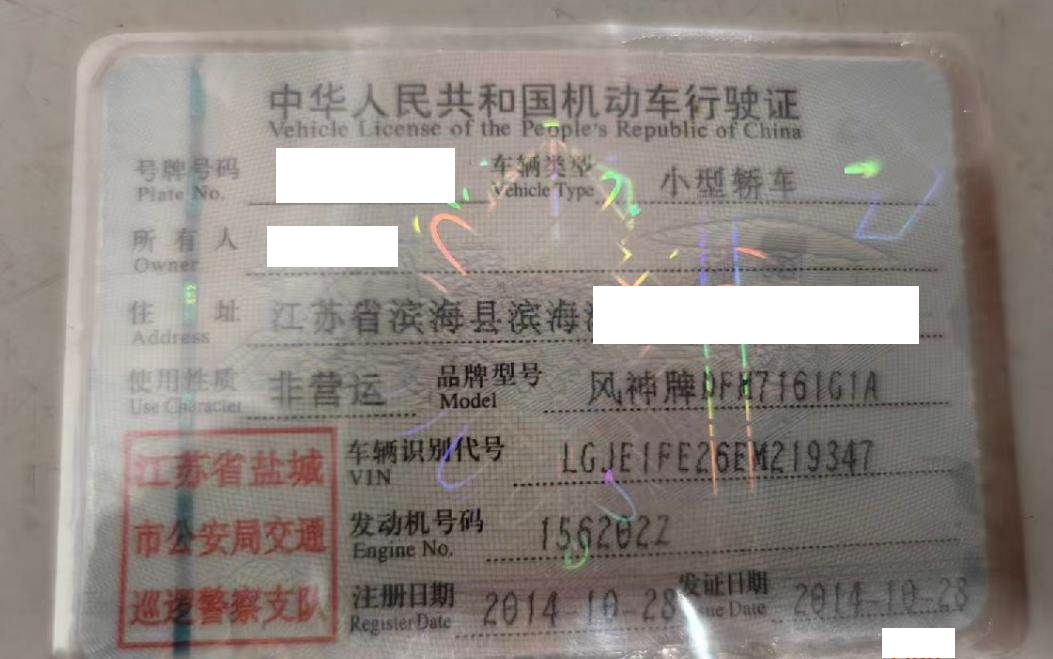 中华人民共和国机动车行驶证
Vehicle License of the People's Republic of China
号牌号码 车辆类型 小型轿车
Plate No. Vehicle Type
所有人
Owner
住址 江苏省滨海县滨海
Address
使用性质 非营运 品牌型号 风神牌DFM7161G1A
Use Character Model
江苏省盐城 车辆识别代号 LGJE1FE26EM219347
VIN
市公安局交通 发动机号码 1562022
Engine No.
巡逻警察支队 注册日期 2014-10-28 发证日期 2014-10-28
Register Date Issue Date